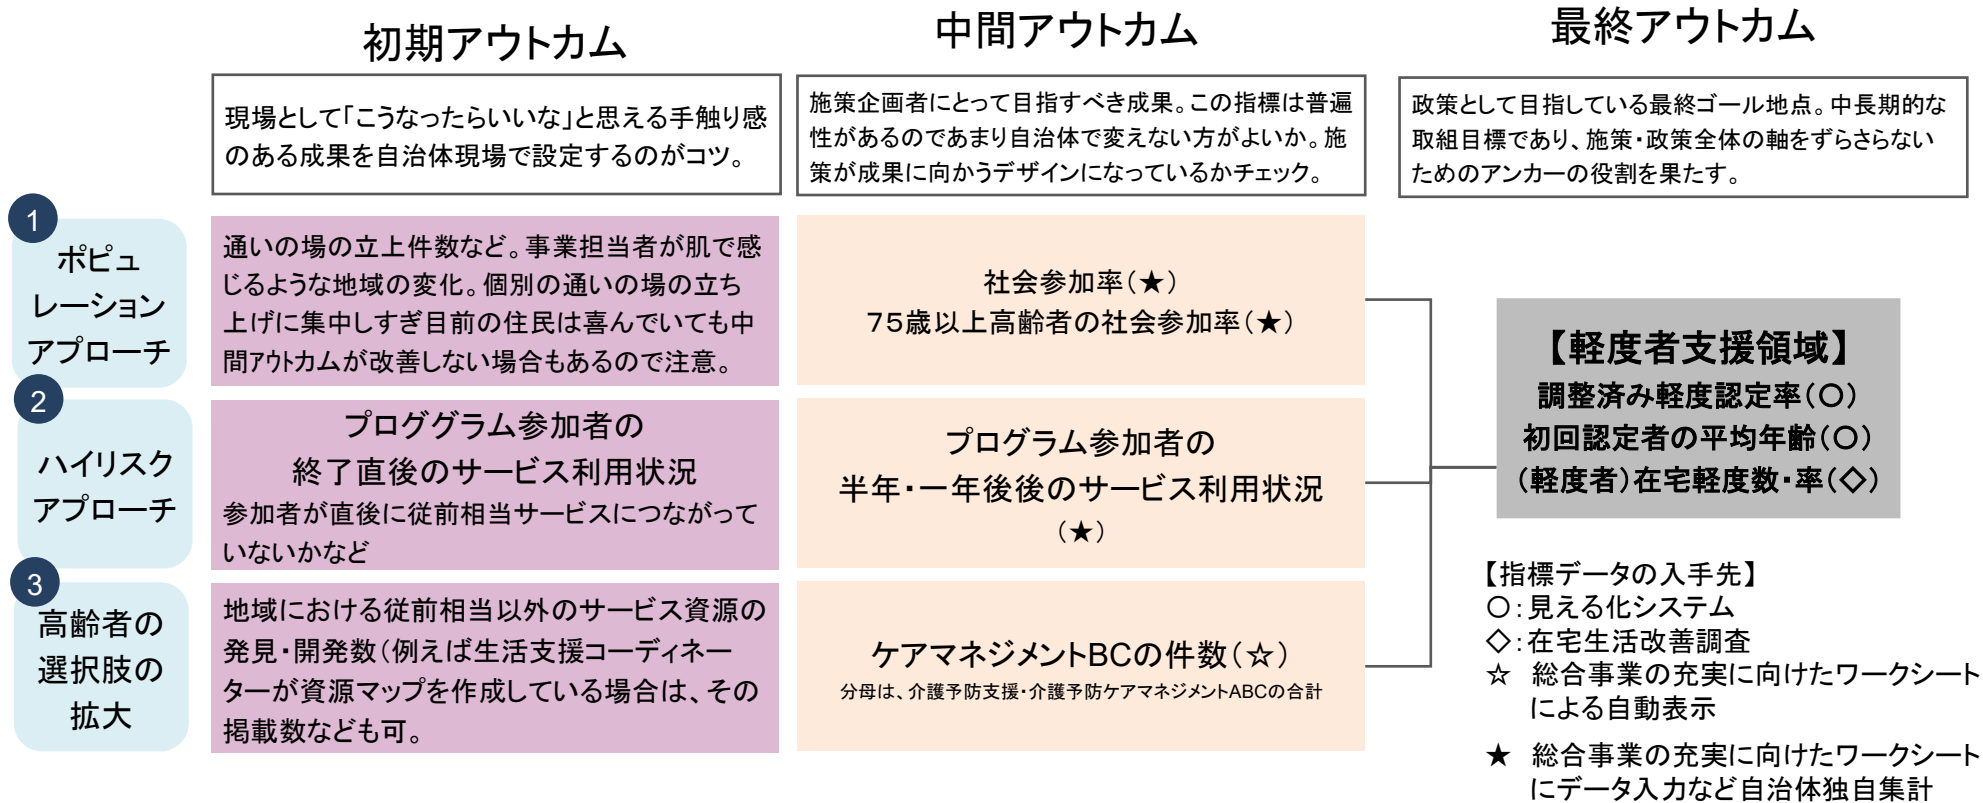 初期アウトカム
中間アウトカム
最終アウトカム
現場として「こうなったらいいな」と思える手触り感
のある成果を自治体現場で設定するのがコツ。
施策企画者にとって目指すべき成果。この指標は普遍
性があるのであまり自治体で変えない方がよいか。施
策が成果に向かうデザインになっているかチェック。
政策として目指している最終ゴール地点。中長期的な
取組目標であり、施策・政策全体の軸をずらさらない
ためのアンカーの役割を果たす。
1
ポピュ
レーション
アプローチ
通いの場の立上件数など。事業担当者が肌で感
じるような地域の変化。個別の通いの場の立ち
上げに集中しすぎ目前の住民は喜んでいても中
間アウトカムが改善しない場合もあるので注意。
社会参加率(★)
75歳以上高齢者の社会参加率(★)
2
ハイリスク
アプローチ
プロググラム参加者の
終了直後のサービス利用状況
参加者が直後に従前相当サービスにつながって
いないかなど
プログラム参加者の
半年・一年後後のサービス利用状況
(★)
3
高齢者の
選択肢の
拡大
地域における従前相当以外のサービス資源の
発見・開発数(例えば生活支援コーディネー
ターが資源マップを作成している場合は、その
掲載数なども可。
ケアマネジメントBCの件数(☆)
分母は、介護予防支援・介護予防ケアマネジメントABCの合計
【軽度者支援領域】
調整済み軽度認定率(○)
初回認定者の平均年齢(○)
(軽度者)在宅軽度数・率(◇)
【指標データの入手先】
○:見える化システム
◇:在宅生活改善調査
☆ 総合事業の充実に向けたワークシート
による自動表示
★ 総合事業の充実に向けたワークシート
にデータ入力など自治体独自集計